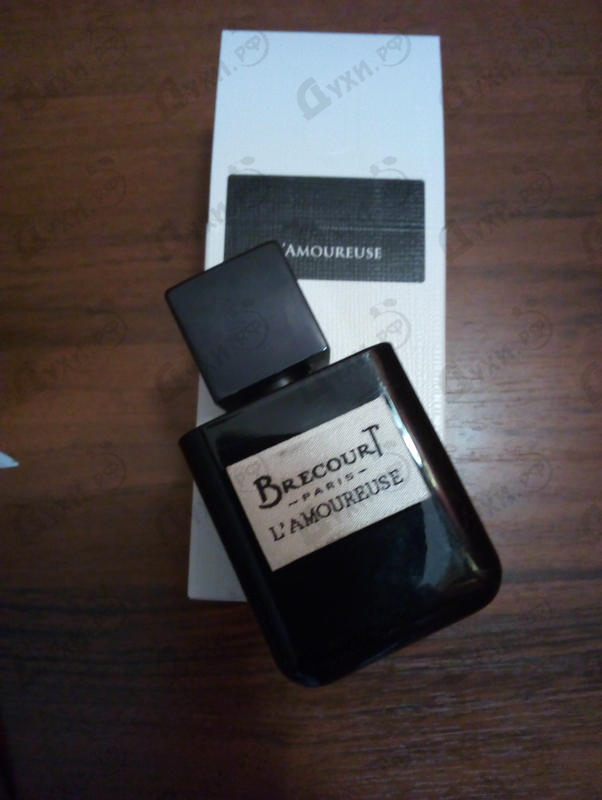 'AMOUREUSE
BRECOURT
-PARIS-
L'AMOUREUSE
Духи.рф